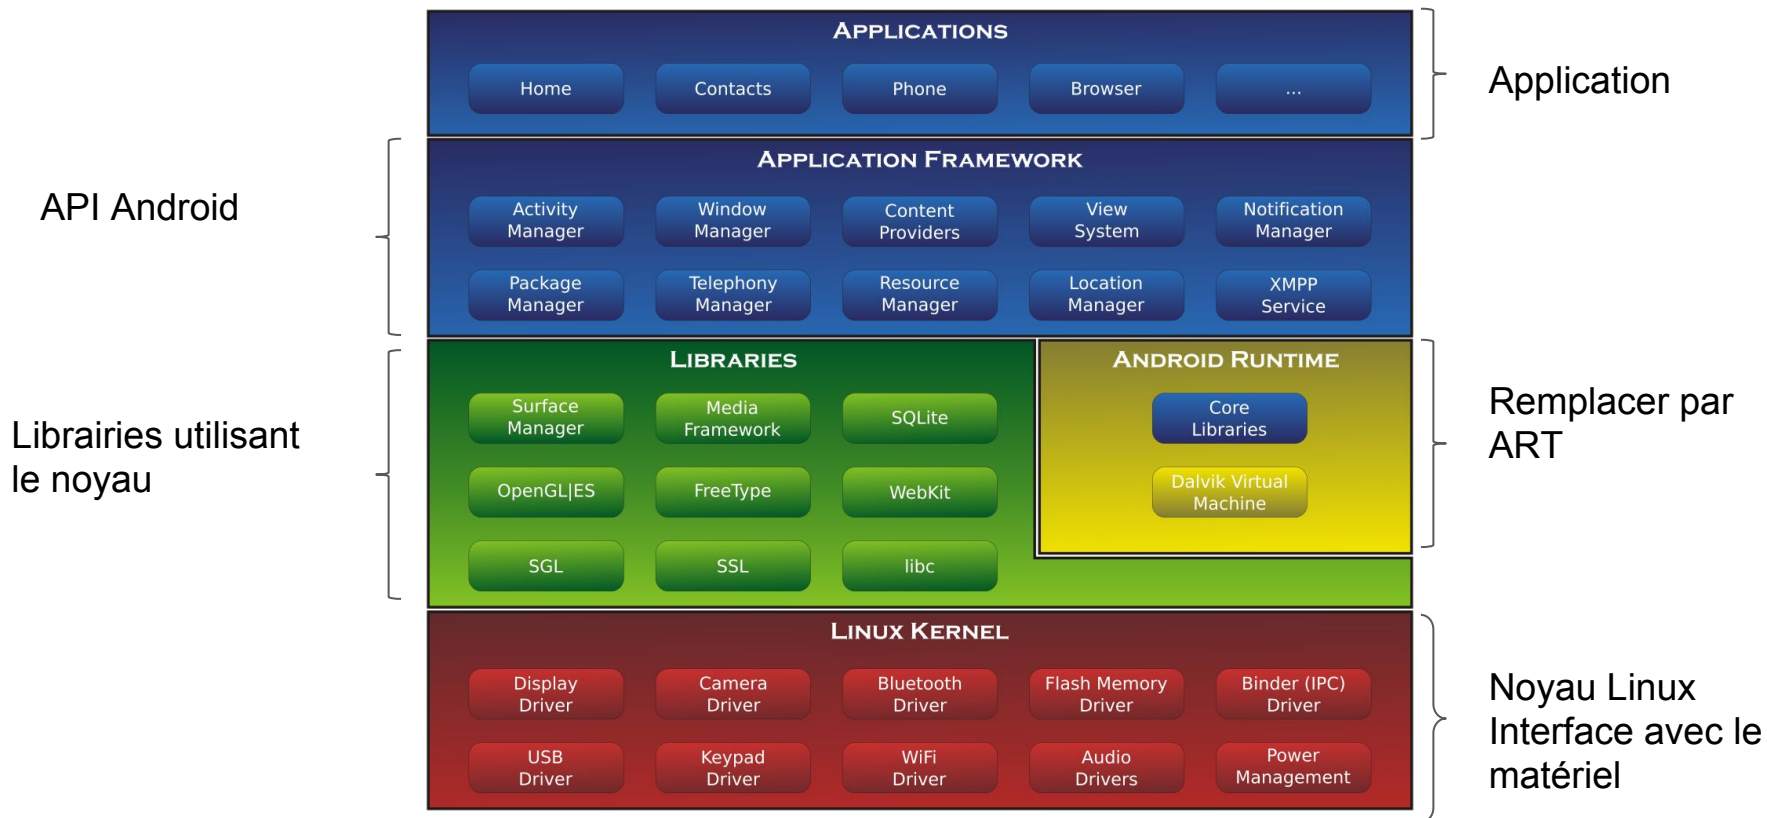 APPLICATIONS
Home
Contacts
Phone
Browser
...
Application
APPLICATION FRAMEWORK
API Android
Activity
Manager
Window
Manager
Content
Providers
View
System
Notification
Manager
Package
Manager
Telephony
Manager
Resource
Manager
Location
Manager
XMPP
Service
LIBRARIES
Librairies utilisant
le noyau
Surface
Manager
Media
Framework
SQLite
OpenGL|ES
FreeType
WebKit
SGL
SSL
libc
ANDROID RUNTIME
Core
Libraries
Dalvik Virtual
Machine
Remplacer par
ART
LINUX KERNEL
Display
Driver
Camera
Driver
Bluetooth
Driver
Flash Memory
Driver
Binder (IPC)
Driver
USB
Driver
Keypad
Driver
WiFi
Driver
Audio
Drivers
Power
Management
Noyau Linux
Interface avec le
matériel